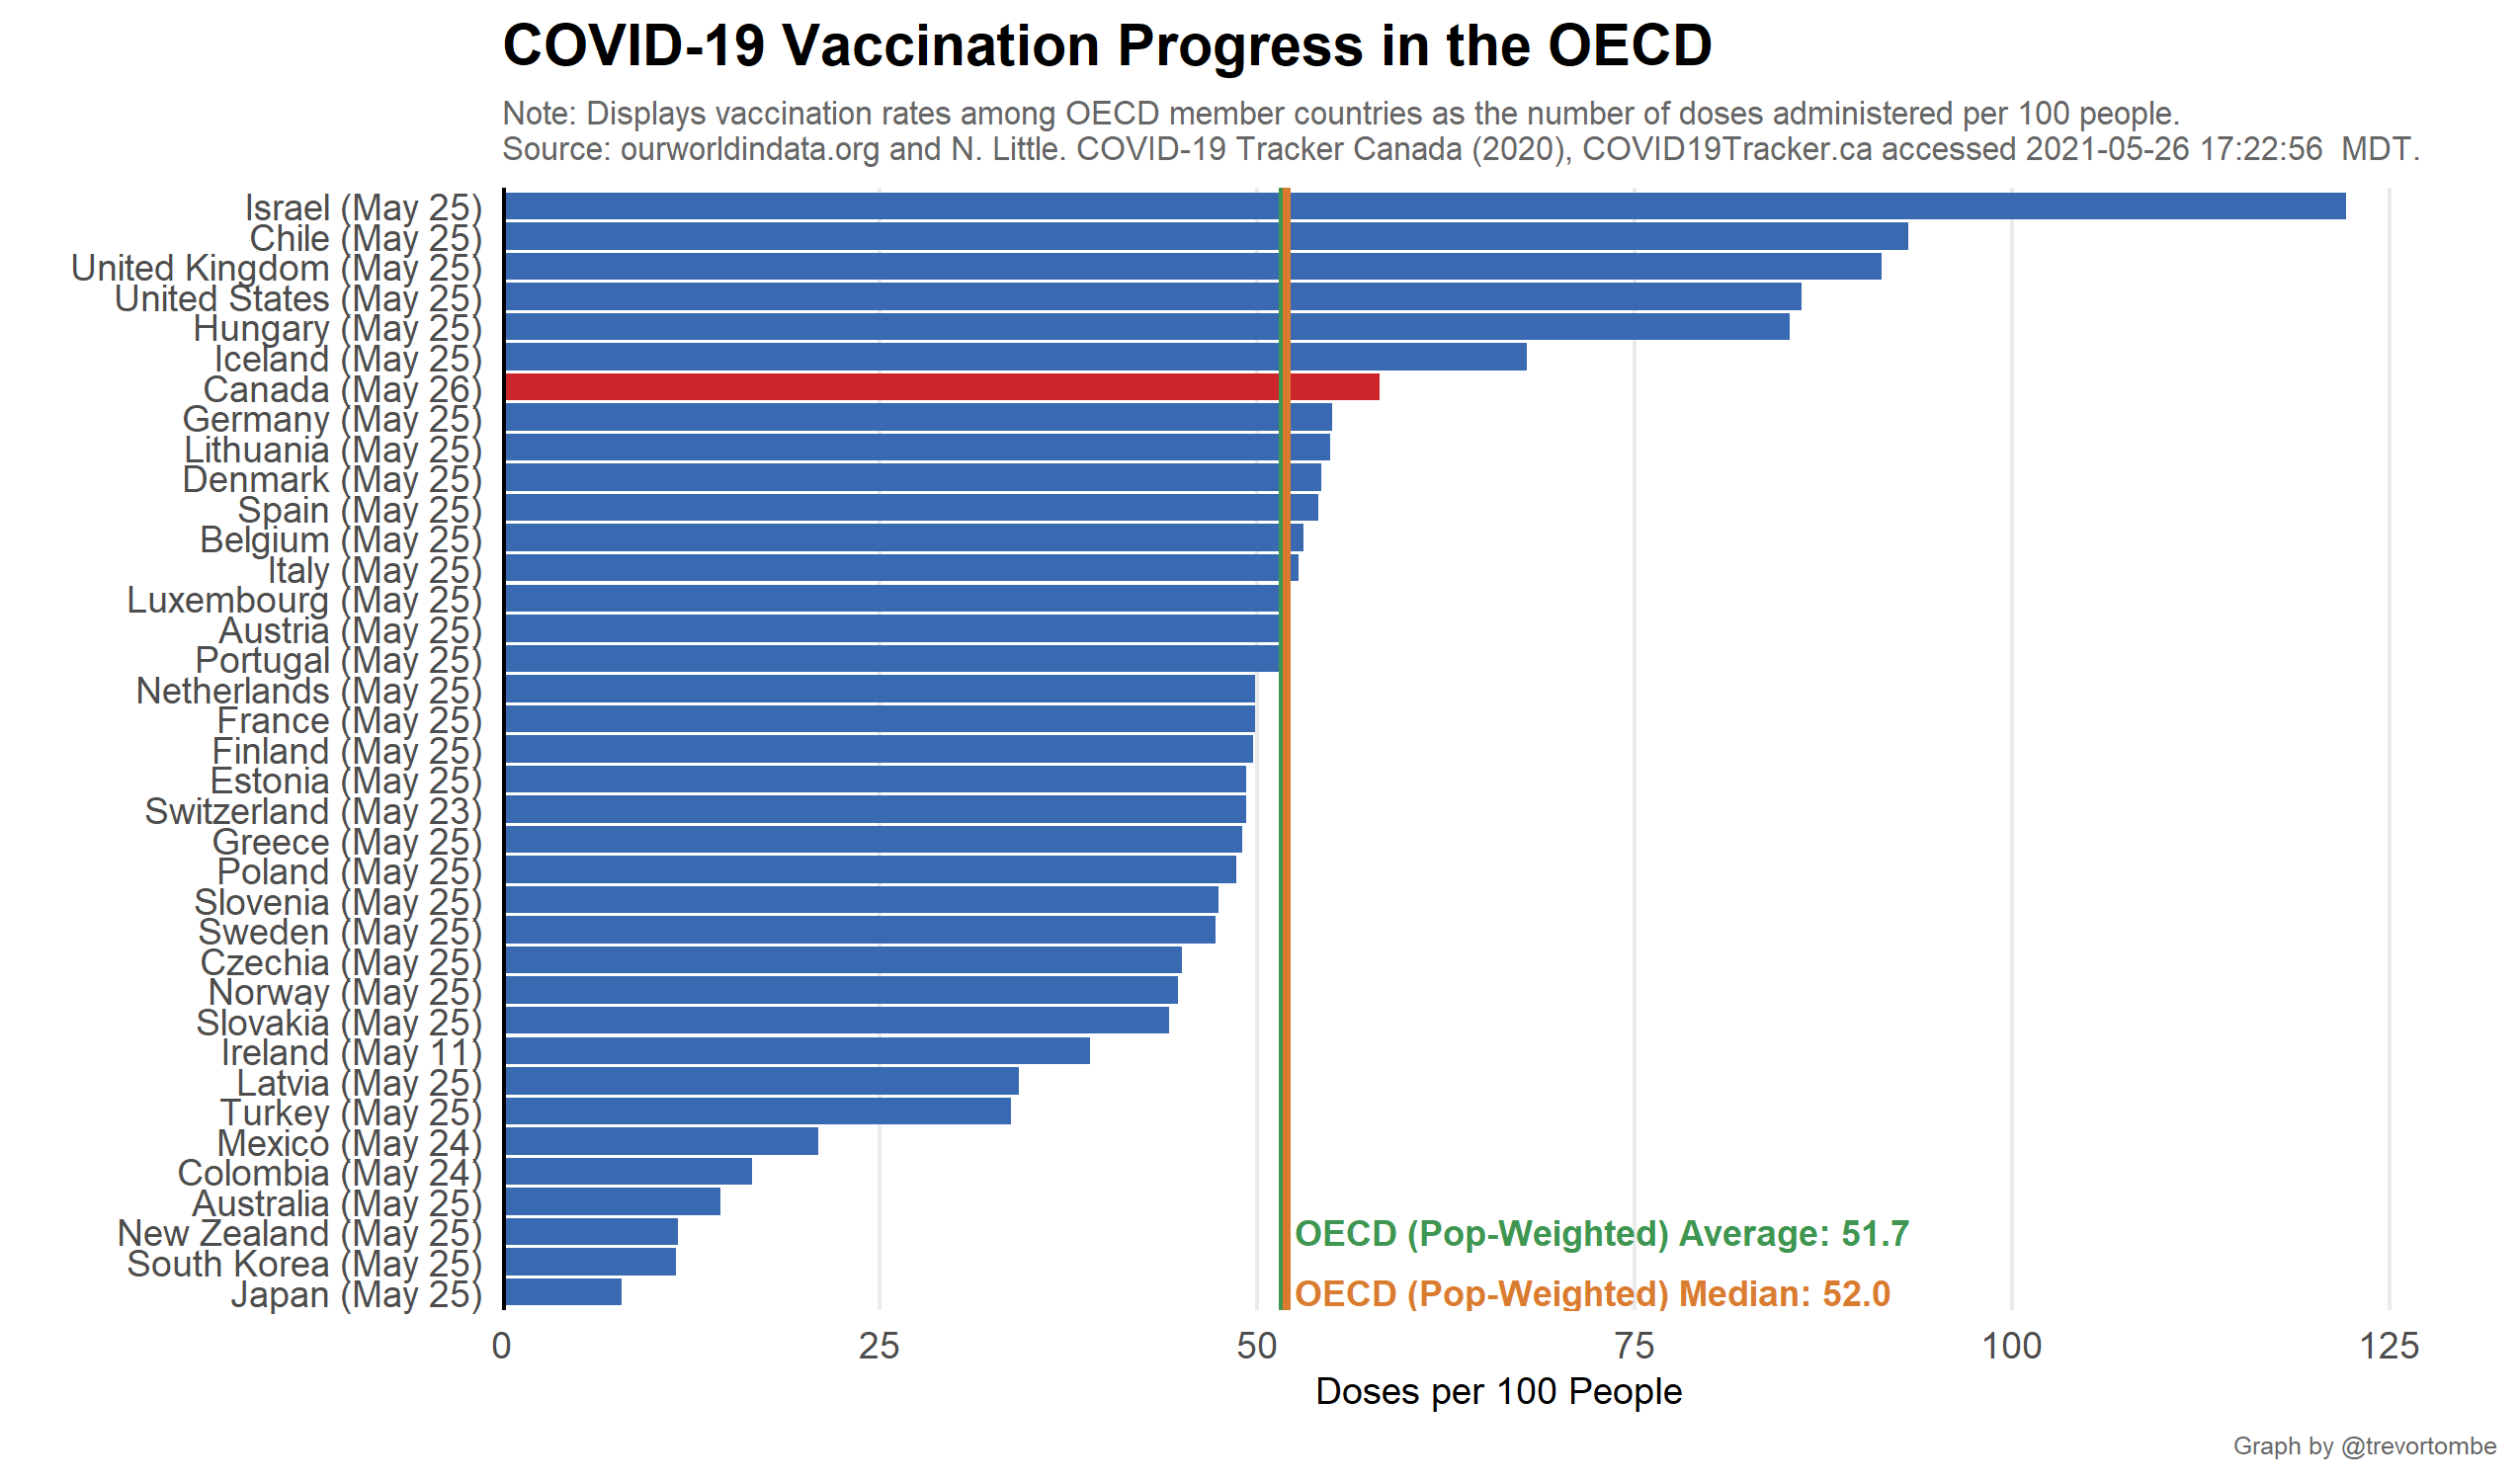 COVID-19 Vaccination Progress in the OECD
Note: Displays vaccination rates among OECD member countries as the number of doses administered per 100 people.
Source: ourworldindata.org and N. Little. COVID-19 Tracker Canada (2020), COVID19Tracker.ca accessed 2021-05-26 17:22:56  MDT.
Israel (May 25)
Chile (May 25)
United Kingdom (May 25)
United States (May 25)
Hungary (May 25)
Iceland (May 25)
Canada (May 26)
Germany (May 25)
Lithuania (May 25)
Denmark (May 25)
Spain (May 25)
Belgium (May 25)
Italy (May 25)
Luxembourg (May 25)
Austria (May 25)
Portugal (May 25)
Netherlands (May 25)
France (May 25)
Finland (May 25)
Estonia (May 25)
Switzerland (May 23)
Greece (May 25)
Poland (May 25)
Slovenia (May 25)
Sweden (May 25)
Czechia (May 25)
Norway (May 25)
Slovakia (May 25)
Ireland (May 11)
Latvia (May 25)
Turkey (May 25)
Mexico (May 24)
Colombia (May 24)
Australia (May 25)
New Zealand (May 25)
South Korea (May 25)
Japan (May 25)
OECD (Pop-Weighted) Average: 51.7
OECD (Pop-Weighted) Median: 52.0
0 25 50 75 100 125
Doses per 100 People
Graph by @trevortombe